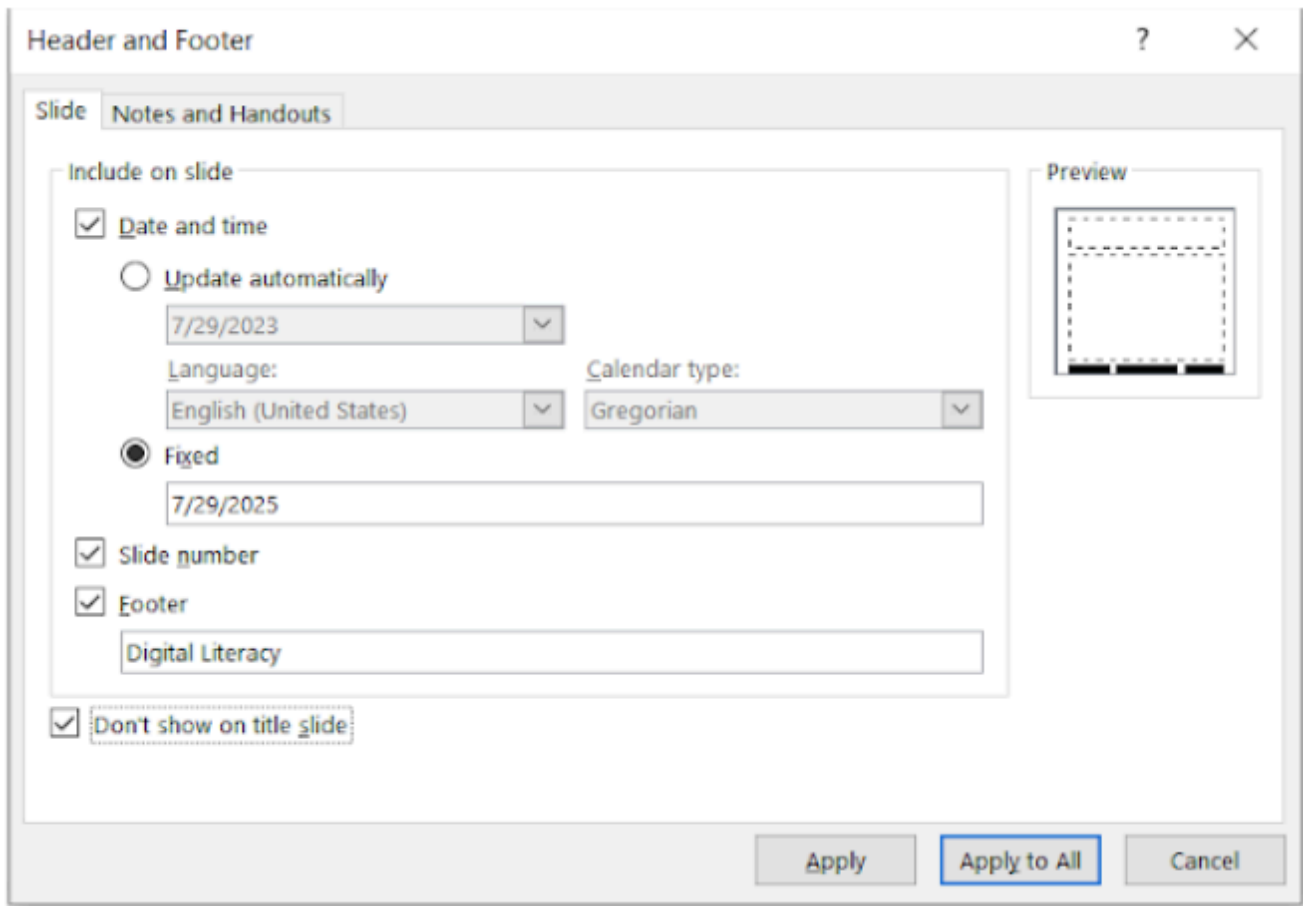 Header and Footer ?
Slide Notes and Handouts
Include on slide
Preview
Date and time
Update automatically
7/29/2023
Language: Calendar type:
English (United States) Gregorian
Fixed
7/29/2025
Slide number
Footer
Digital Literacy
Don't show on title slide
Apply Apply to All Cancel